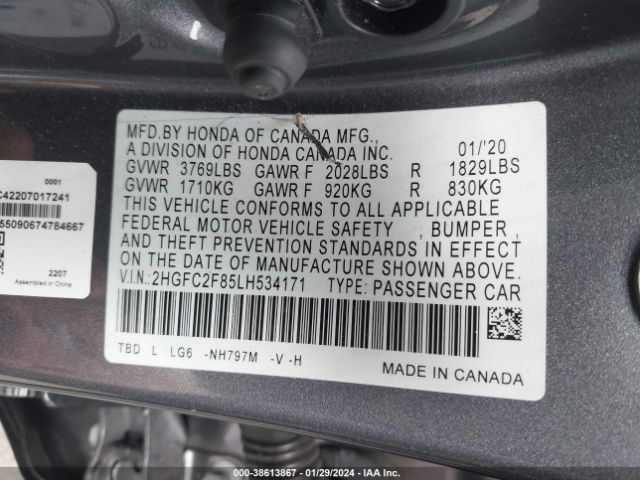 MFD.BY HONDA OF CANADA MFG.,
A DIVISION OF HONDA CANADA INC. 01/'20
GVWR 3769LBS GAWR F 2028LBS R 1829LBS
GVWR 1710KG GAWR F 920KG R 830KG
THIS VEHICLE CONFORMS TO ALL APPLICABLE
FEDERAL MOTOR VEHICLE SAFETY , BUMPER ,
AND THEFT PREVENTION STANDARDS IN EFFECT
ON THE DATE OF MANUFACTURE SHOWN ABOVE.
V.I.N.:2HGFC2F85LH534171 TYPE: PASSENGER CAR
TBD L LG6 -NH797M -V -H
MADE IN CANADA
0001
C42207017241
550906747B4667
2207
Assembled in China
000-38613867 - 01/29/2024 - IAA Inc.